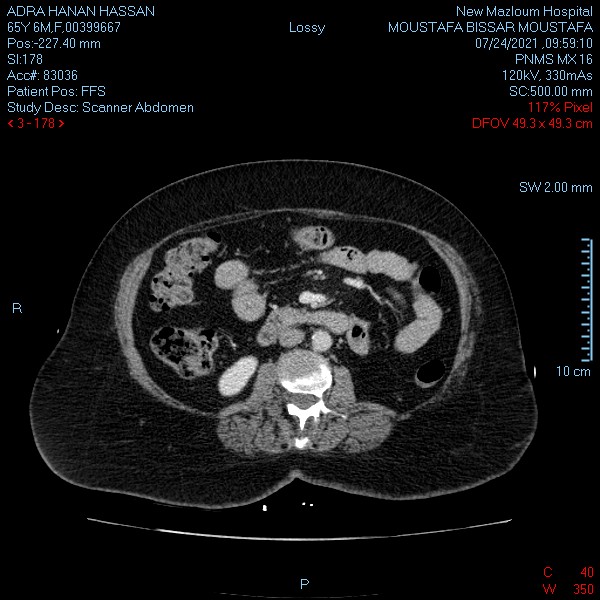 ADRA HANAN HASSAN
65Y 6M,F,00399667
Pos:-227.40 mm
SI:178
Acc#: 83036
Patient Pos: FFS
Study Desc: Scanner Abdomen
< 3 - 178 >
Lossy
New Mazloum Hospital
MOUSTAFA BISSAR MOUSTAFA
07/24/2021 ,09:59:10
PNMS MX 16
120kV, 330mAs
SC:500.00 mm
117% Pixel
DFOV 49.3 x 49.3 cm
SW 2.00 mm
R
10 cm
P
C 40
W 350